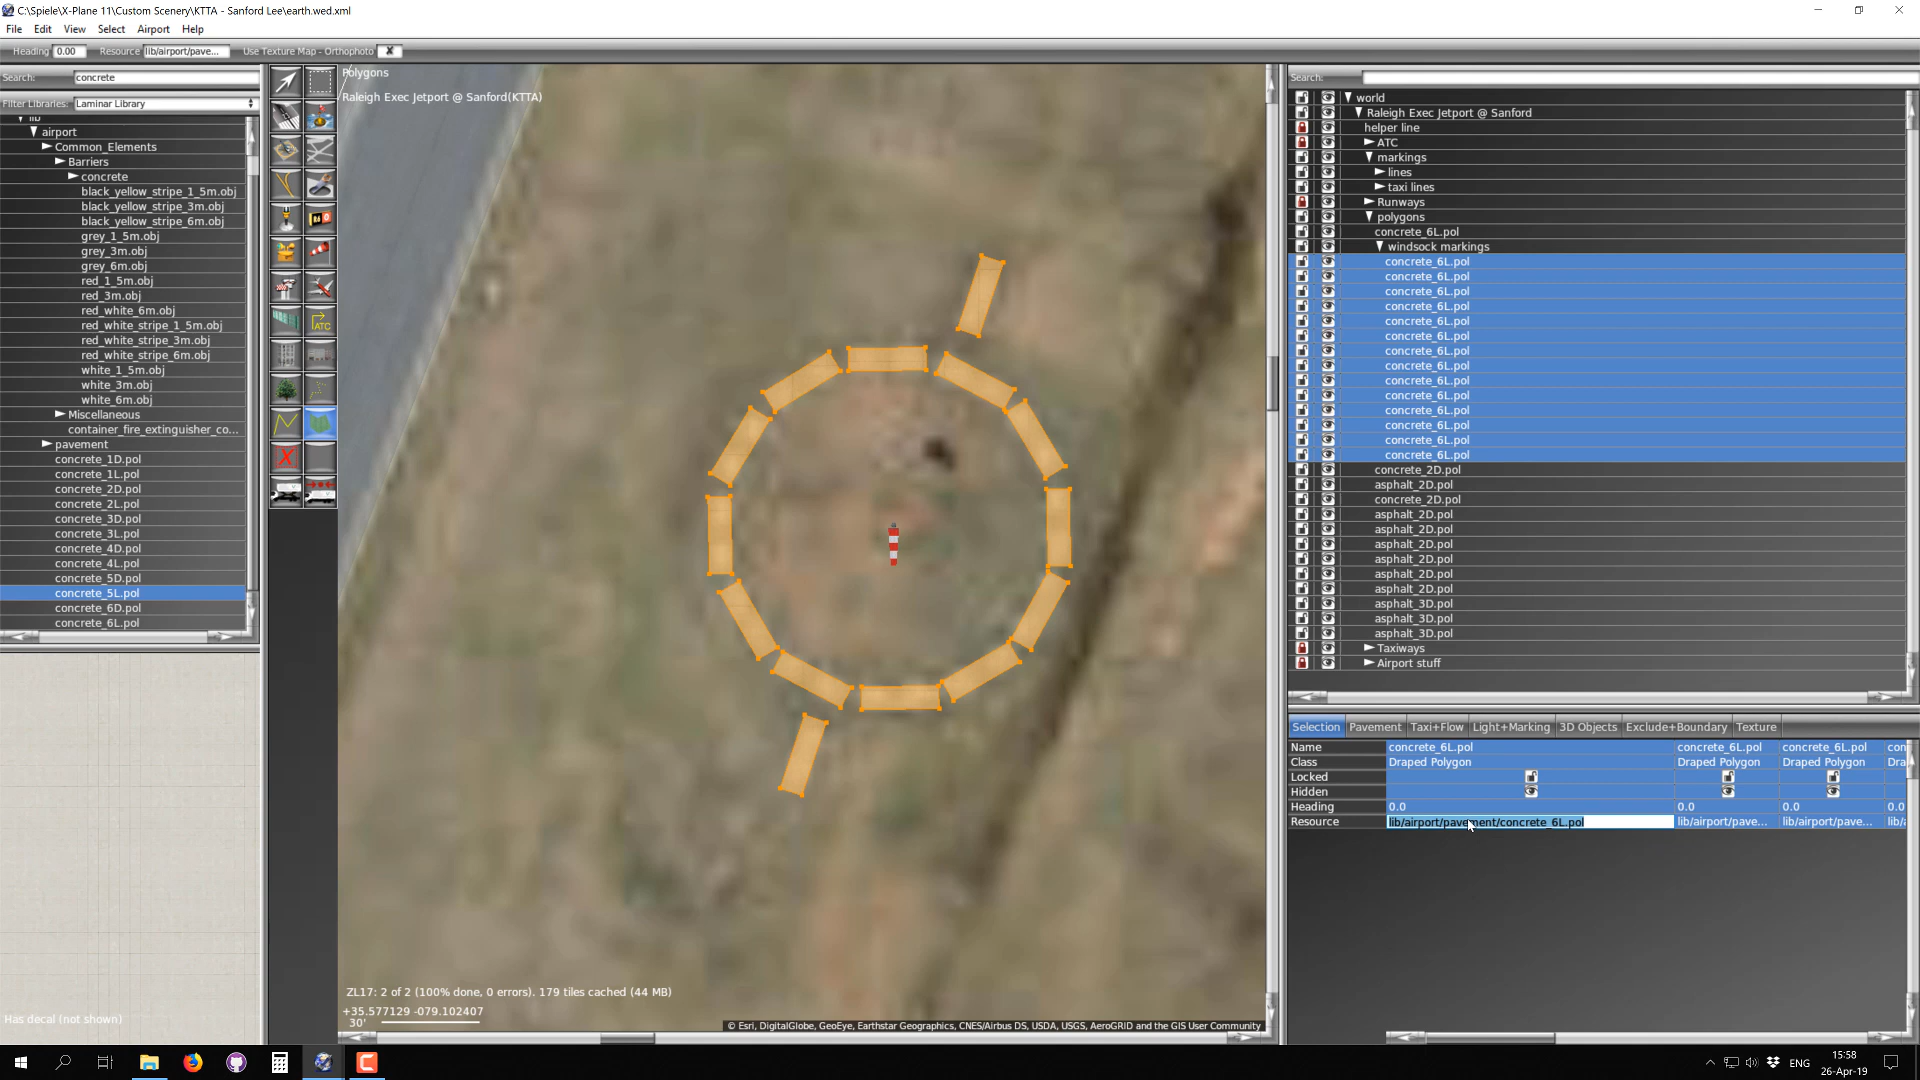 C:\Spiele\X-Plane 11\Custom Scenery\KTTA - Sanford Lee\earth.wed.xml
File Edit View Select Airport Help
Heading 0.00 Resource lib/airport/pave... Use Texture Map - Orthophoto X
Search: concrete
Filter Libraries: Laminar Library
lib
airport
Common_Elements
Barriers
concrete
black_yellow_stripe_1_5m.obj
black_yellow_stripe_3m.obj
black_yellow_stripe_6m.obj
grey_1_5m.obj
grey_3m.obj
grey_6m.obj
red_1_5m.obj
red_3m.obj
red_white_6m.obj
red_white_stripe_1_5m.obj
red_white_stripe_3m.obj
red_white_stripe_6m.obj
white_1_5m.obj
white_3m.obj
white_6m.obj
Miscellaneous
container_fire_extinguisher_co...
pavement
concrete_1D.pol
concrete_1L.pol
concrete_2D.pol
concrete_2L.pol
concrete_3D.pol
concrete_3L.pol
concrete_4D.pol
concrete_4L.pol
concrete_5D.pol
concrete_5L.pol
concrete_6D.pol
concrete_6L.pol
Has decal (not shown)
ATC
Polygons
Raleigh Exec Jetport @ Sanford(KTTA)
ZL17: 2 of 2 (100% done, 0 errors). 179 tiles cached (44 MB)
+35.577129 -079.102407
30'
© Esri, DigitalGlobe, GeoEye, Earthstar Geographics, CNES/Airbus DS, USDA, USGS, AeroGRID and the GIS User Community
Search:
world
Raleigh Exec Jetport @ Sanford
helper line
ATC
markings
lines
taxi lines
Runways
polygons
concrete_6L.pol
windsock markings
concrete_6L.pol
concrete_6L.pol
concrete_6L.pol
concrete_6L.pol
concrete_6L.pol
concrete_6L.pol
concrete_6L.pol
concrete_6L.pol
concrete_6L.pol
concrete_6L.pol
concrete_6L.pol
concrete_6L.pol
concrete_6L.pol
concrete_6L.pol
concrete_2D.pol
asphalt_2D.pol
concrete_2D.pol
asphalt_2D.pol
asphalt_2D.pol
asphalt_2D.pol
asphalt_2D.pol
asphalt_2D.pol
asphalt_2D.pol
asphalt_3D.pol
asphalt_3D.pol
asphalt_3D.pol
Taxiways
Airport stuff
Selection Pavement Taxi+Flow Light+Marking 3D Objects Exclude+Boundary Texture
Name concrete_6L.pol concrete_6L.pol concrete_6L.pol con
Class Draped Polygon Draped Polygon Draped Polygon Dra
Locked
Hidden
Heading 0.0 0.0 0.0 0.0
Resource lib/airport/pavement/concrete_6L.pol lib/airport/pave... lib/airport/pave... lib/
ENG
15:58
26-Apr-19